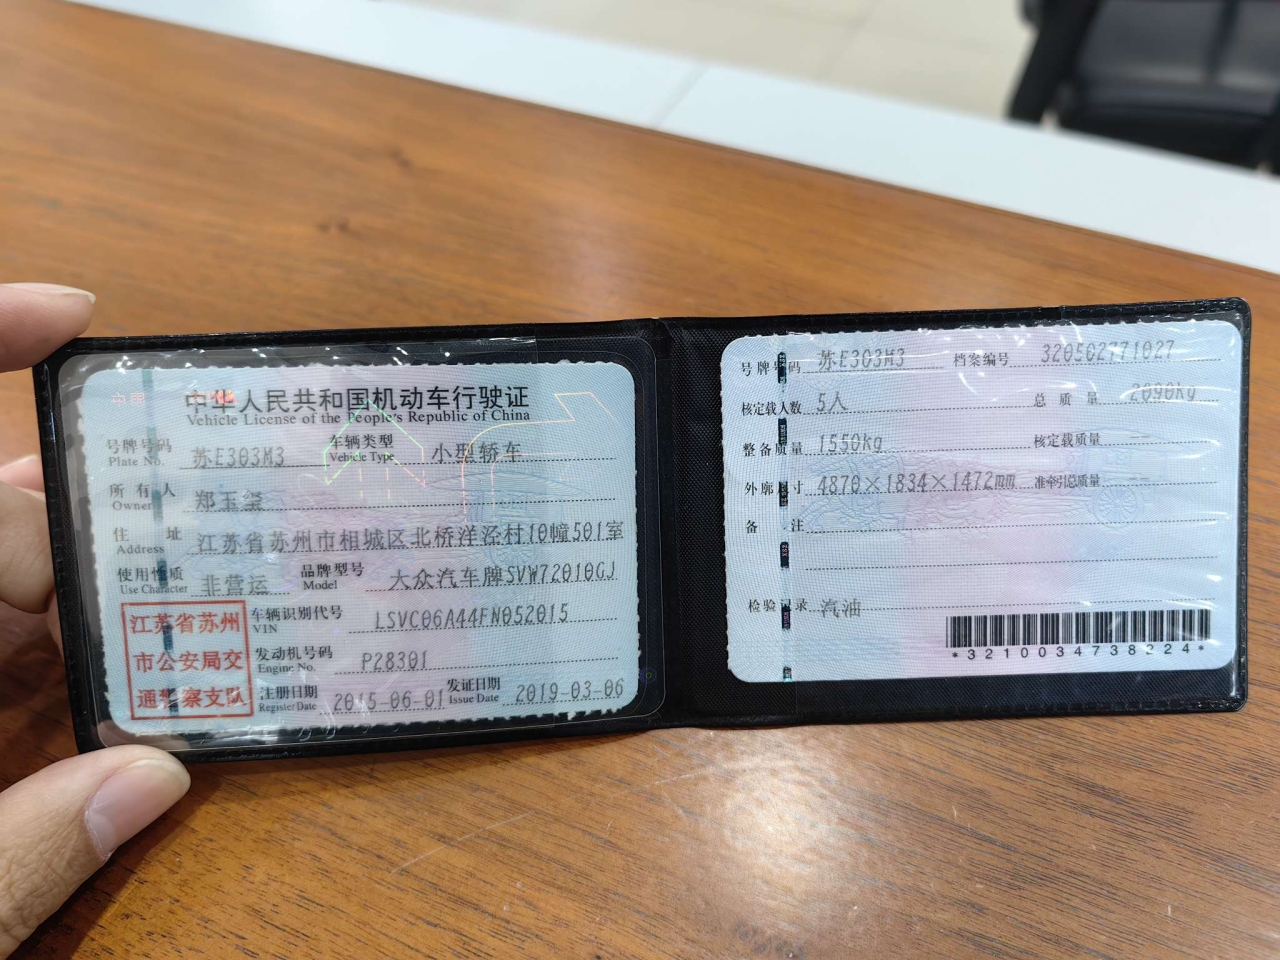 中华人民共和国机动车行驶证
Vehicle License of the People's Republic of China
号牌号码 Plate No. 苏E303M3 车辆类型 Vehicle Type 小型轿车
所有人 Owner 郑玉玺
住址 Address 江苏省苏州市相城区北桥洋泾村10幢501室
使用性质 Use Character 非营运 品牌型号 Model 大众汽车牌SVW72010GJ
江苏省苏州
市公安局交
通警察支队
车辆识别代号 VIN LSVC06A44FN052015
发动机号码 Engine No. P28301
注册日期 Register Date 2015-06-01 发证日期 Issue Date 2019-03-06
号牌号码 苏E303M3 档案编号 320502771027
核定载人数 5人 总质量 2090kg
整备质量 1550kg 核定载质量 --
外廓尺寸 4870×1834×1472mm 准牵引总质量 --
备注
检验记录 汽油
*3210034738224*